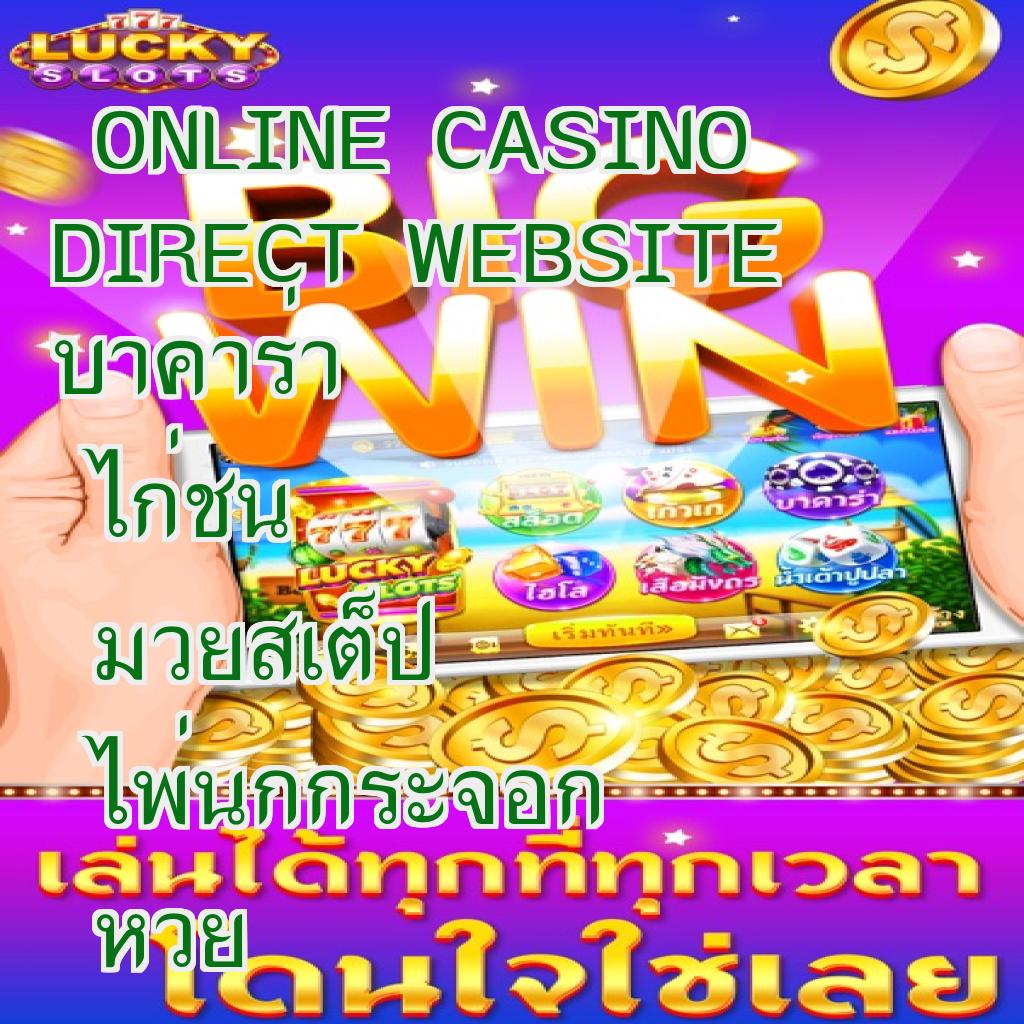 777
LUCKY
SLOTS
ONLINE CASINO
BIG
DIRECT WEBSITE
WIN
บาคาร่า
ไก่ชน
มวยสเต็ป
ไพ่นกกระจอก
หวย
สล็อต
เก้าเก
บาคาร่า
777
LUCKY
SLOTS
ไฮโล
เสือมังกร
น้ำเต้าปูปลา
เริ่มทันที»
เล่นได้ทุกที่ทุกเวลา
โดนใจใช่เลย